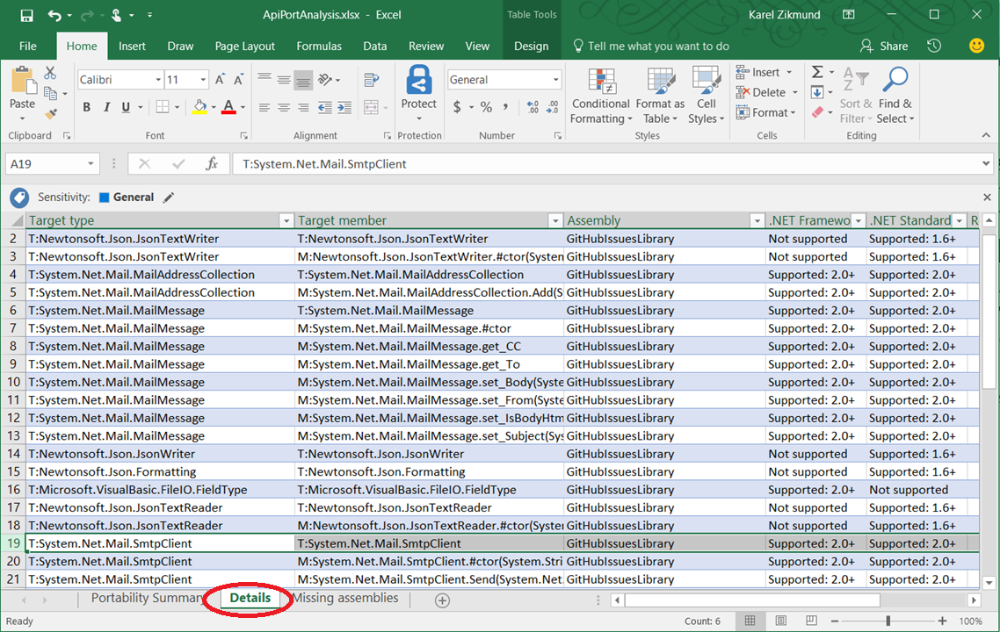 ApiPortAnalysis.xlsx - Excel
Table Tools
Karel Zikmund
File Home Insert Draw Page Layout Formulas Data Review View Design Tell me what you want to do Share
Calibri 11 A A General Insert Σ A Z
Paste B I U A Protect $ % , .0 .00 Conditional Formatting Format as Table Cell Styles Delete Format Sort & Filter Find & Select
Clipboard Font Alignment Protection Number Styles Cells Editing
A19 fx T:System.Net.Mail.SmtpClient
Sensitivity: General
Target type Target member Assembly .NET Framewo .NET Standard R
2 T:Newtonsoft.Json.JsonTextWriter T:Newtonsoft.Json.JsonTextWriter GitHubIssuesLibrary Not supported Supported: 1.6+
3 T:Newtonsoft.Json.JsonTextWriter M:Newtonsoft.Json.JsonTextWriter.#ctor(System GitHubIssuesLibrary Not supported Supported: 1.6+
4 T:System.Net.Mail.MailAddressCollection T:System.Net.Mail.MailAddressCollection GitHubIssuesLibrary Supported: 2.0+ Supported: 2.0+
5 T:System.Net.Mail.MailAddressCollection M:System.Net.Mail.MailAddressCollection.Add(S GitHubIssuesLibrary Supported: 2.0+ Supported: 2.0+
6 T:System.Net.Mail.MailMessage T:System.Net.Mail.MailMessage GitHubIssuesLibrary Supported: 2.0+ Supported: 2.0+
7 T:System.Net.Mail.MailMessage M:System.Net.Mail.MailMessage.#ctor GitHubIssuesLibrary Supported: 2.0+ Supported: 2.0+
8 T:System.Net.Mail.MailMessage M:System.Net.Mail.MailMessage.get_CC GitHubIssuesLibrary Supported: 2.0+ Supported: 2.0+
9 T:System.Net.Mail.MailMessage M:System.Net.Mail.MailMessage.get_To GitHubIssuesLibrary Supported: 2.0+ Supported: 2.0+
10 T:System.Net.Mail.MailMessage M:System.Net.Mail.MailMessage.set_Body(Syste GitHubIssuesLibrary Supported: 2.0+ Supported: 2.0+
11 T:System.Net.Mail.MailMessage M:System.Net.Mail.MailMessage.set_From(Syste GitHubIssuesLibrary Supported: 2.0+ Supported: 2.0+
12 T:System.Net.Mail.MailMessage M:System.Net.Mail.MailMessage.set_IsBodyHtm GitHubIssuesLibrary Supported: 2.0+ Supported: 2.0+
13 T:System.Net.Mail.MailMessage M:System.Net.Mail.MailMessage.set_Subject(Sys GitHubIssuesLibrary Supported: 2.0+ Supported: 2.0+
14 T:Newtonsoft.Json.JsonWriter T:Newtonsoft.Json.JsonWriter GitHubIssuesLibrary Not supported Supported: 1.6+
15 T:Newtonsoft.Json.Formatting T:Newtonsoft.Json.Formatting GitHubIssuesLibrary Not supported Supported: 1.6+
16 T:Microsoft.VisualBasic.FileIO.FieldType T:Microsoft.VisualBasic.FileIO.FieldType GitHubIssuesLibrary Supported: 2.0+ Not supported
17 T:Newtonsoft.Json.JsonTextReader T:Newtonsoft.Json.JsonTextReader GitHubIssuesLibrary Not supported Supported: 1.6+
18 T:Newtonsoft.Json.JsonTextReader M:Newtonsoft.Json.JsonTextReader.#ctor(System GitHubIssuesLibrary Not supported Supported: 1.6+
19 T:System.Net.Mail.SmtpClient T:System.Net.Mail.SmtpClient GitHubIssuesLibrary Supported: 2.0+ Supported: 2.0+
20 T:System.Net.Mail.SmtpClient M:System.Net.Mail.SmtpClient.#ctor(System.Stri GitHubIssuesLibrary Supported: 2.0+ Supported: 2.0+
21 T:System.Net.Mail.SmtpClient M:System.Net.Mail.SmtpClient.Send(System.Net. GitHubIssuesLibrary Supported: 2.0+ Supported: 2.0+
Portability Summary Details Missing assemblies
Ready Count: 6 100%